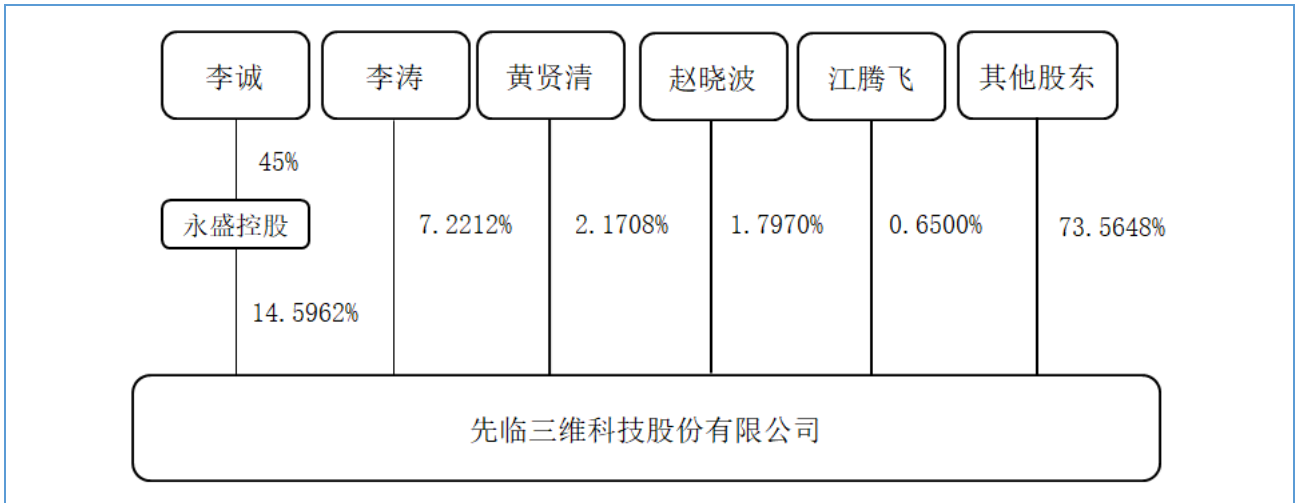 李诚
李涛
黄贤清
赵晓波
江腾飞
其他股东
45%
永盛控股
7.2212%
2.1708%
1.7970%
0.6500%
73.5648%
14.5962%
先临三维科技股份有限公司